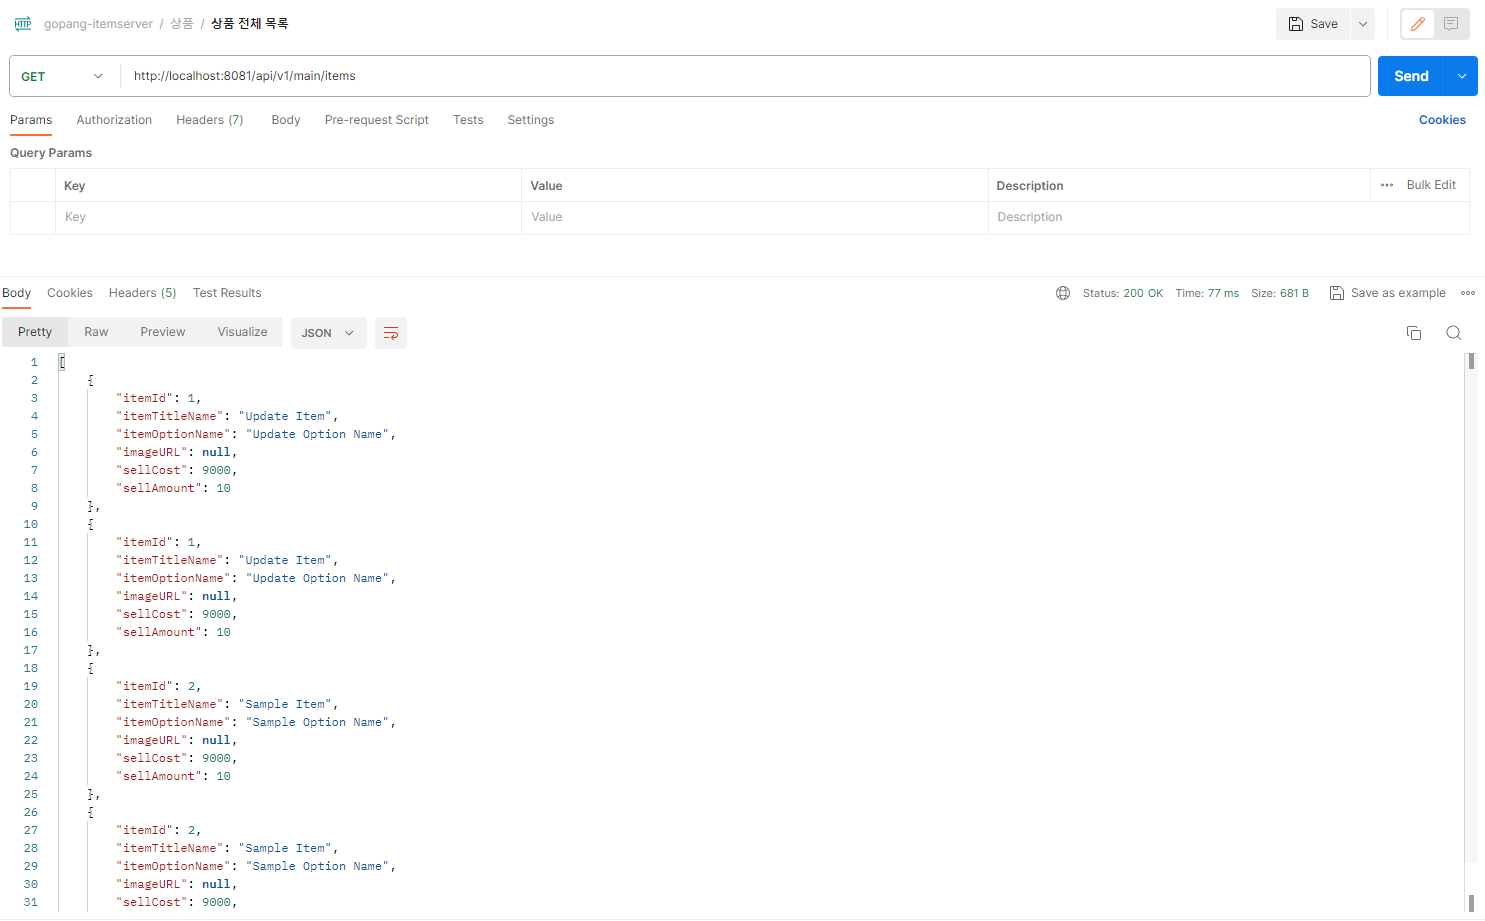 HTTP gopang-itemserver / 상품 / 상품 전체 목록 Save
GET http://localhost:8081/api/v1/main/items Send
Params Authorization Headers (7) Body Pre-request Script Tests Settings Cookies
Query Params
Key Value Description ••• Bulk Edit
Key Value Description
Body Cookies Headers (5) Test Results Status: 200 OK Time: 77 ms Size: 681 B Save as example
Pretty Raw Preview Visualize JSON
1 [
2 {
3 "itemId": 1,
4 "itemTitleName": "Update Item",
5 "itemOptionName": "Update Option Name",
6 "imageURL": null,
7 "sellCost": 9000,
8 "sellAmount": 10
9 },
10 {
11 "itemId": 1,
12 "itemTitleName": "Update Item",
13 "itemOptionName": "Update Option Name",
14 "imageURL": null,
15 "sellCost": 9000,
16 "sellAmount": 10
17 },
18 {
19 "itemId": 2,
20 "itemTitleName": "Sample Item",
21 "itemOptionName": "Sample Option Name",
22 "imageURL": null,
23 "sellCost": 9000,
24 "sellAmount": 10
25 },
26 {
27 "itemId": 2,
28 "itemTitleName": "Sample Item",
29 "itemOptionName": "Sample Option Name",
30 "imageURL": null,
31 "sellCost": 9000,